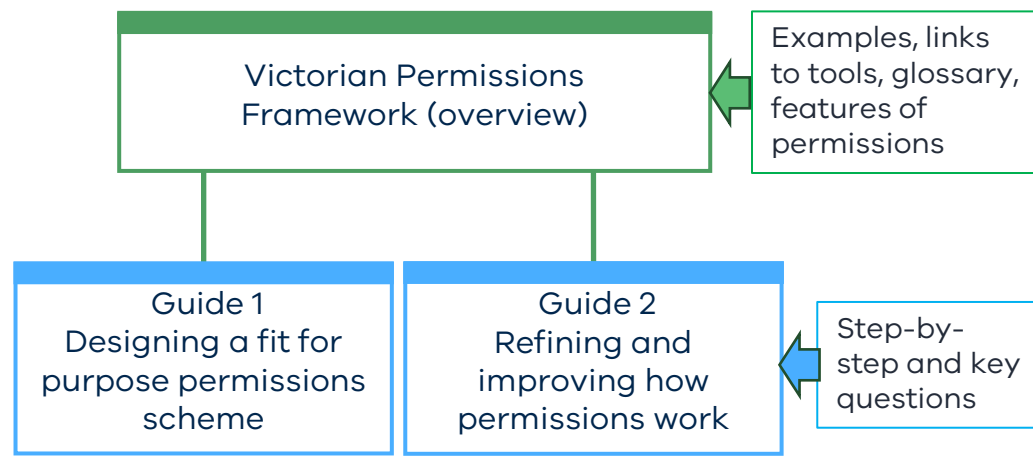 Victorian Permissions
Framework (overview)
Examples, links
to tools, glossary,
features of
permissions
Guide 1
Designing a fit for
purpose permissions
scheme
Guide 2
Refining and
improving how
permissions work
Step-by-
step and key
questions